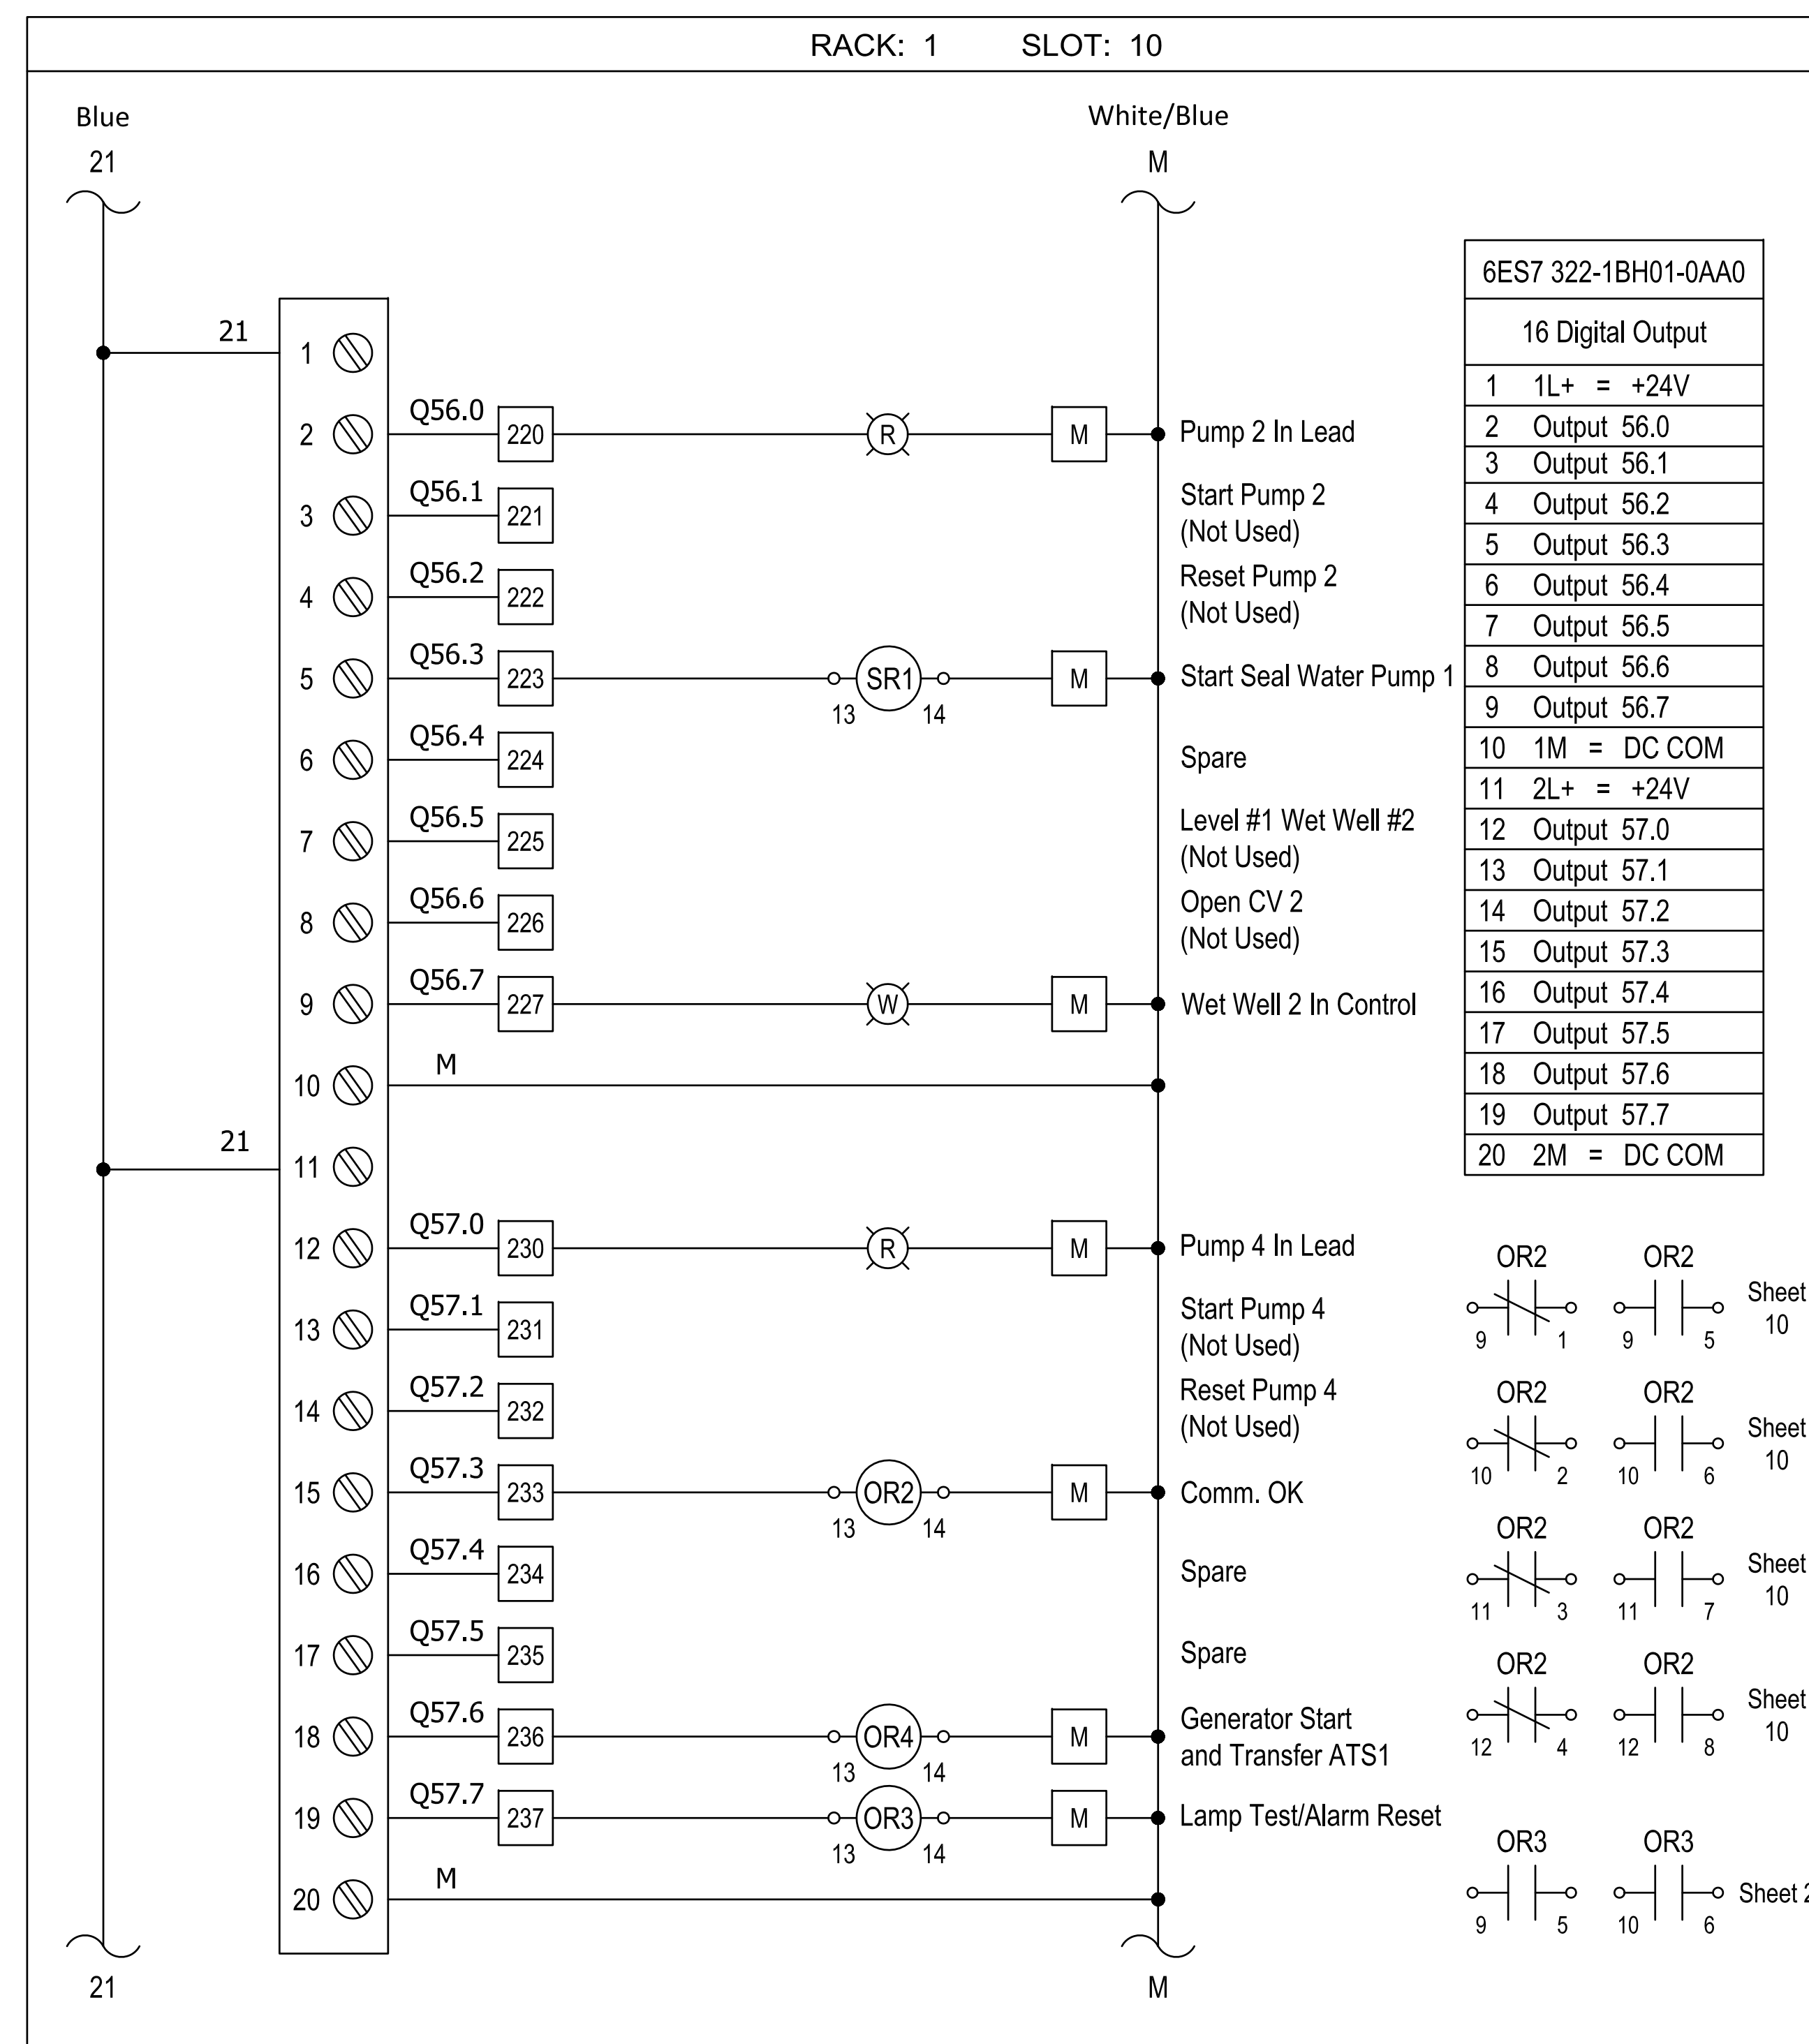 RACK: 1 SLOT: 10
Blue
21
White/Blue
M
6ES7 322-1BH01-0AA0
16 Digital Output
1 1L+ = +24V
2 Output 56.0
3 Output 56.1
4 Output 56.2
5 Output 56.3
6 Output 56.4
7 Output 56.5
8 Output 56.6
9 Output 56.7
10 1M = DC COM
11 2L+ = +24V
12 Output 57.0
13 Output 57.1
14 Output 57.2
15 Output 57.3
16 Output 57.4
17 Output 57.5
18 Output 57.6
19 Output 57.7
20 2M = DC COM
21 1
2 Q56.0 220 R M Pump 2 In Lead
3 Q56.1 221 Start Pump 2
(Not Used)
4 Q56.2 222 Reset Pump 2
(Not Used)
5 Q56.3 223 13 SR1 14 M Start Seal Water Pump 1
6 Q56.4 224 Spare
7 Q56.5 225 Level #1 Wet Well #2
(Not Used)
8 Q56.6 226 Open CV 2
(Not Used)
9 Q56.7 227 W M Wet Well 2 In Control
10 M
21 11
12 Q57.0 230 R M Pump 4 In Lead
13 Q57.1 231 Start Pump 4
(Not Used)
14 Q57.2 232 Reset Pump 4
(Not Used)
15 Q57.3 233 13 OR2 14 M Comm. OK
16 Q57.4 234 Spare
17 Q57.5 235 Spare
18 Q57.6 236 13 OR4 14 M Generator Start
and Transfer ATS1
19 Q57.7 237 13 OR3 14 M Lamp Test/Alarm Reset
20 M
21
M
OR2 OR2
9 1 9 5 Sheet
10
OR2 OR2
10 2 10 6 Sheet
10
OR2 OR2
11 3 11 7 Sheet
10
OR2 OR2
12 4 12 8 Sheet
10
OR3 OR3
9 5 10 6 Sheet